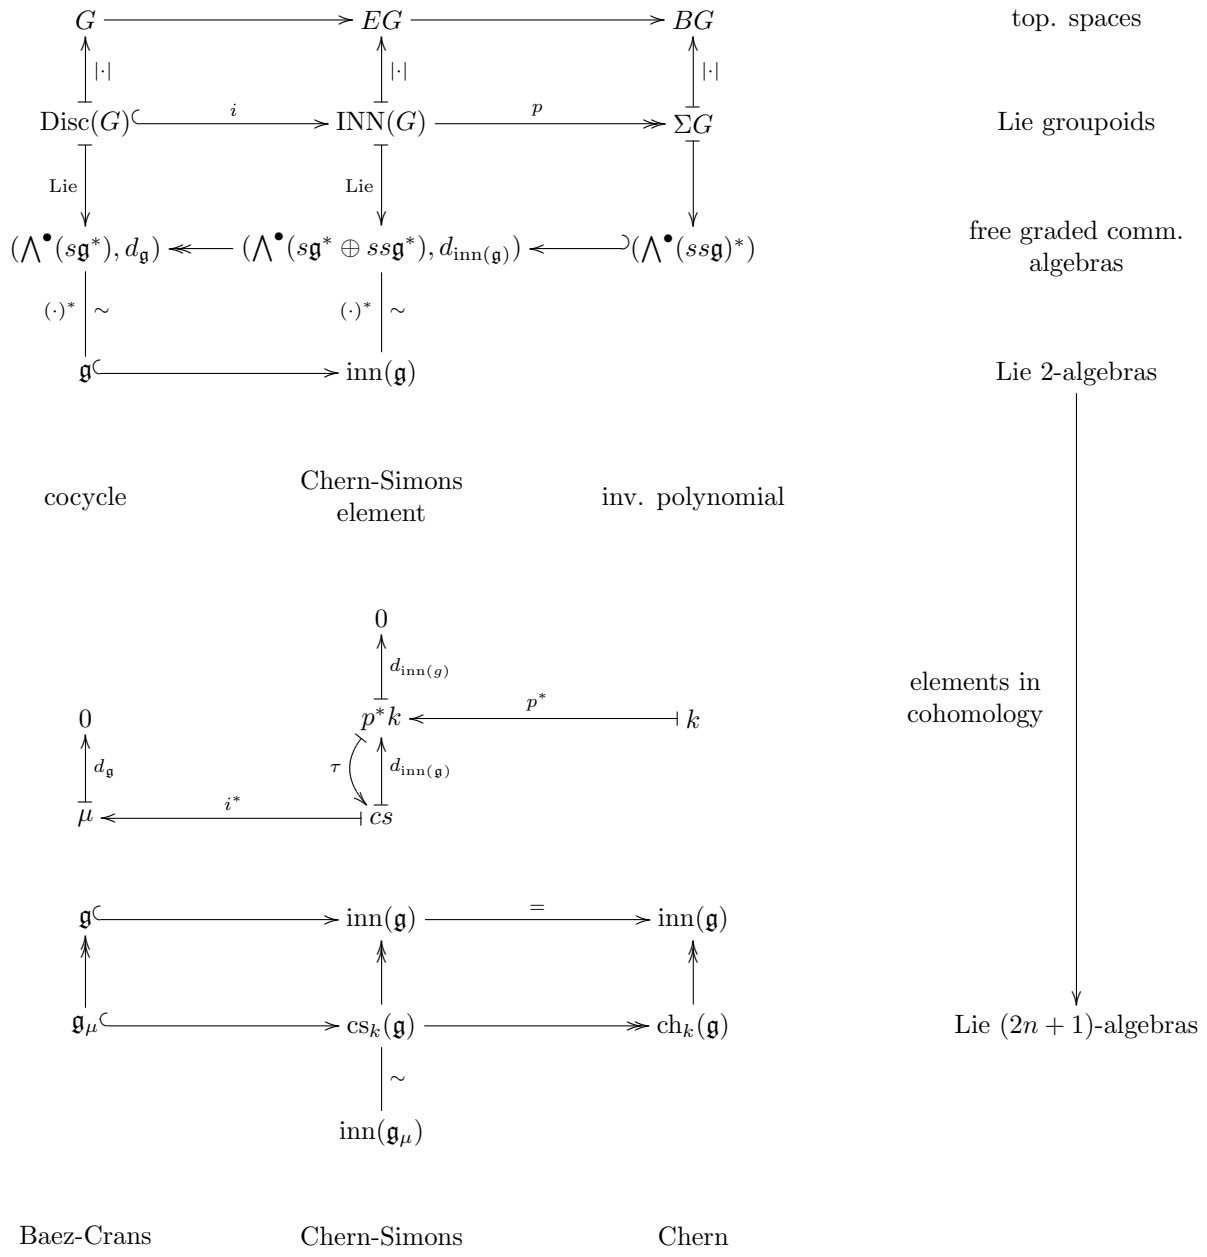 G EG BG top. spaces
|·| |·| |·|
Disc(G) i INN(G) p ΣG Lie groupoids
Lie Lie
(⋀•(s𝔤*), d𝔤) (⋀•(s𝔤* ⊕ ss𝔤*), d_inn(𝔤)) (⋀•(ss𝔤)*) free graded comm.
algebras
(·)* ∼ (·)* ∼
𝔤 inn(𝔤) Lie 2-algebras
cocycle Chern-Simons
element inv. polynomial
0
d_inn(g)
elements in
cohomology
0 p*k p* k
d𝔤 τ d_inn(𝔤)
μ i* cs
𝔤 inn(𝔤) = inn(𝔤)
𝔤_μ cs_k(𝔤) ch_k(𝔤) Lie (2n + 1)-algebras
∼
inn(𝔤_μ)
Baez-Crans Chern-Simons Chern